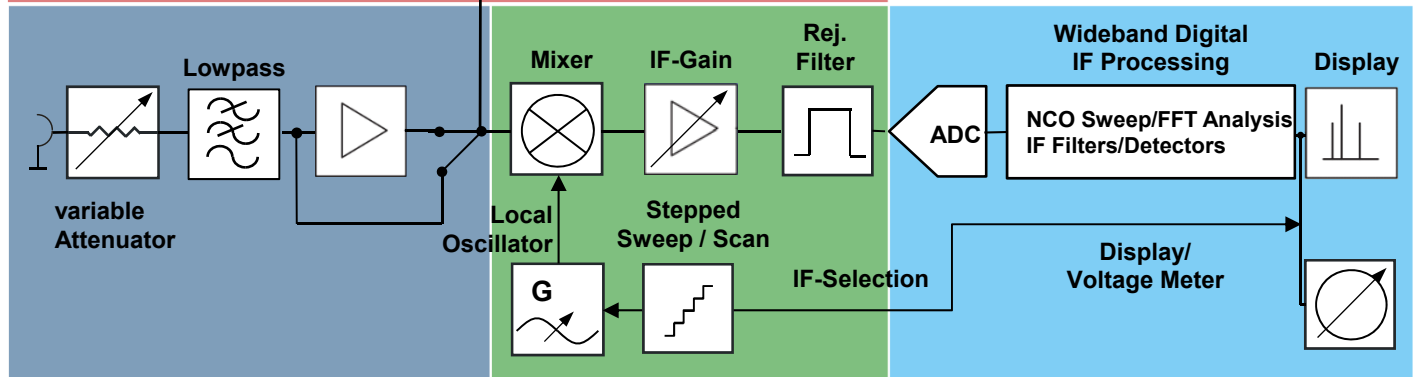 Lowpass
variable
Attenuator
Mixer
IF-Gain
Rej.
Filter
Local
Oscillator
Stepped
Sweep / Scan
G
IF-Selection
Wideband Digital
IF Processing
Display
ADC
NCO Sweep/FFT Analysis
IF Filters/Detectors
Display/
Voltage Meter